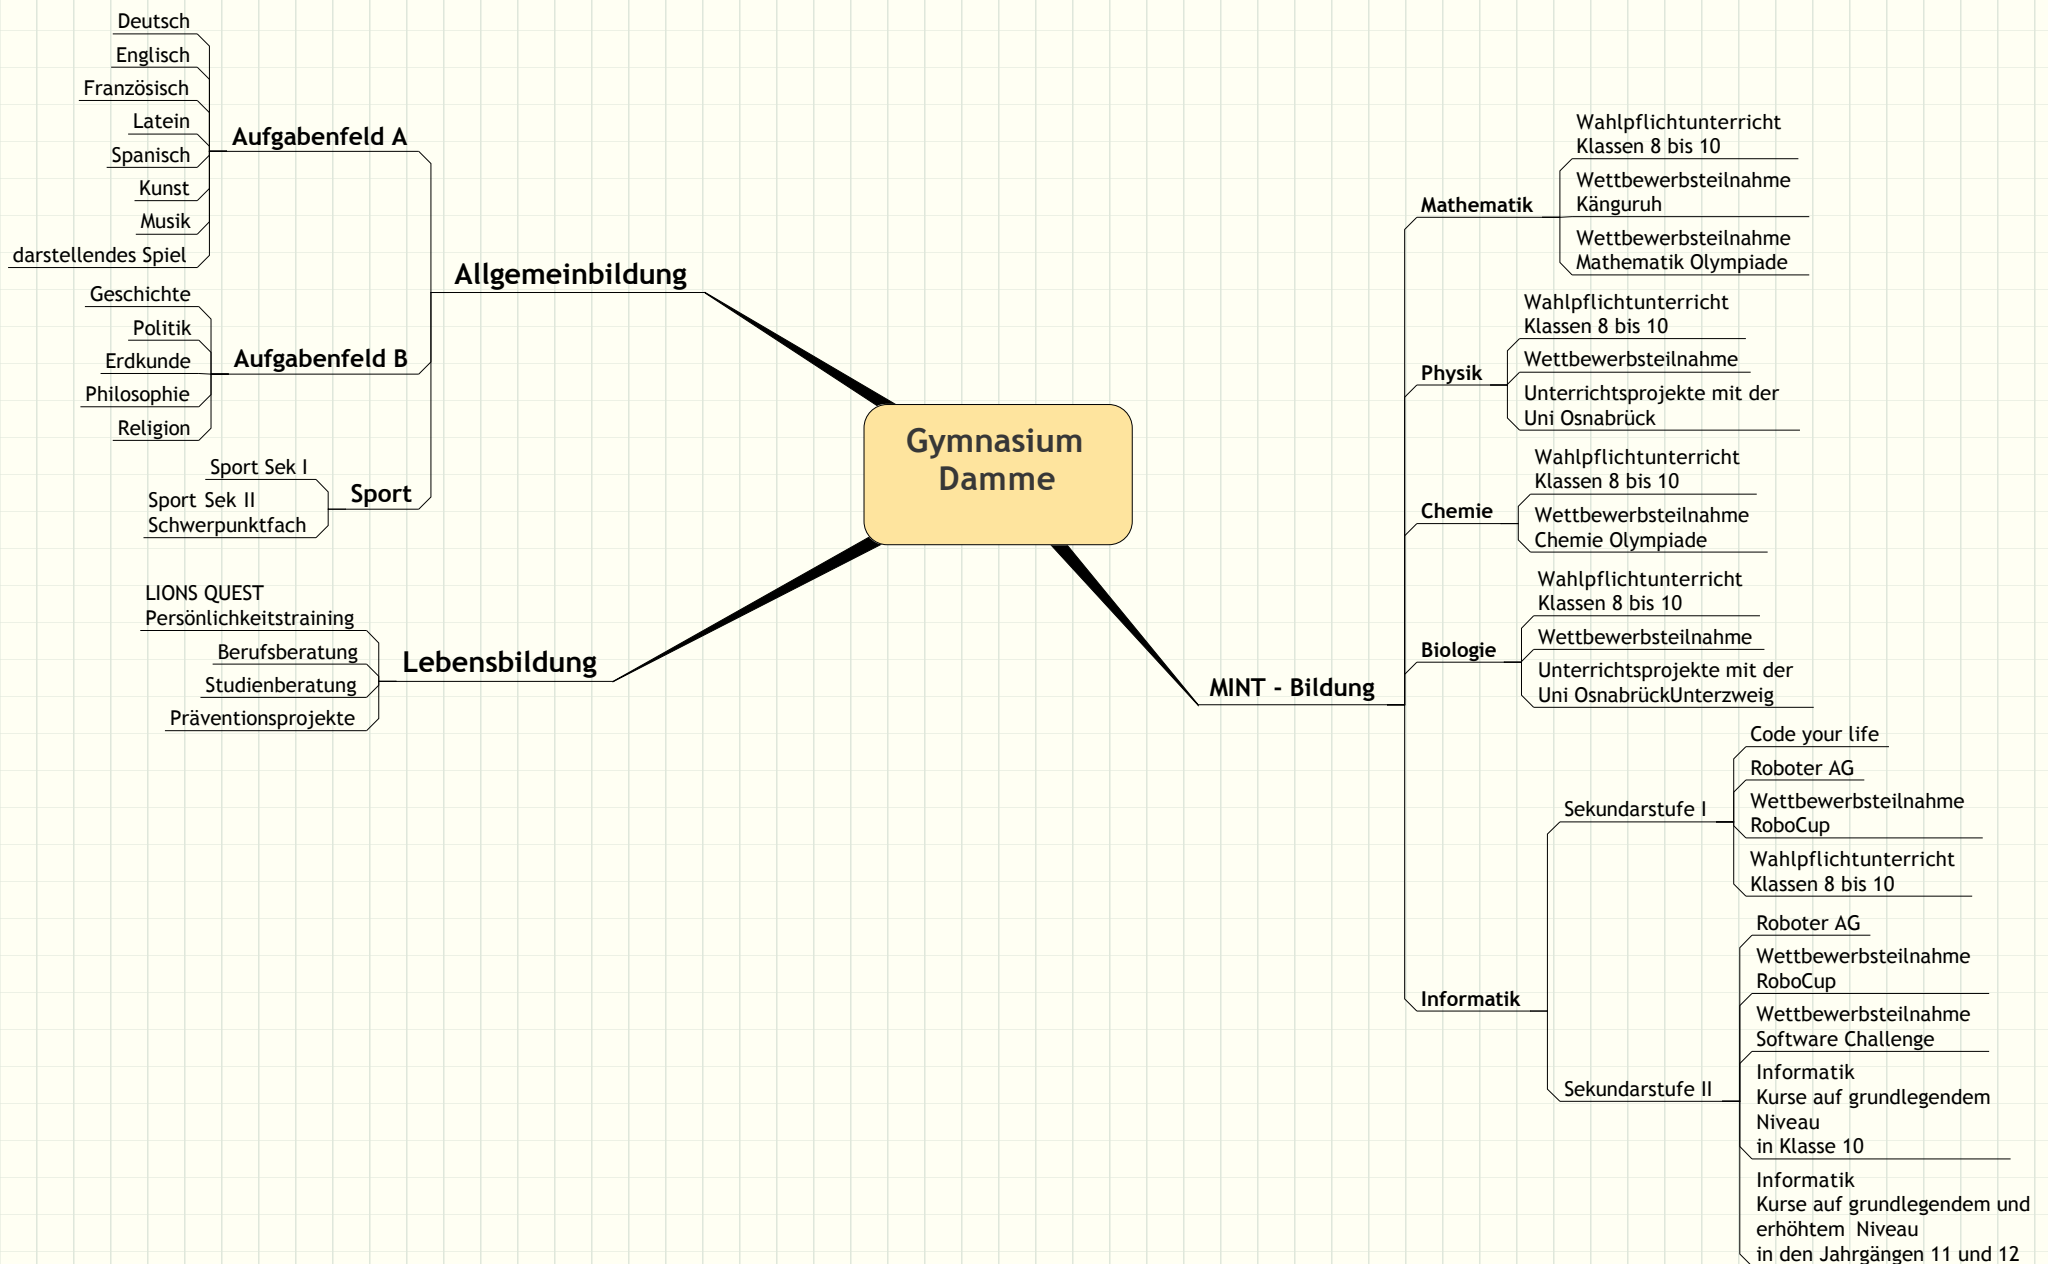 Gymnasium
Damme
Allgemeinbildung
Aufgabenfeld A
Deutsch
Englisch
Französisch
Latein
Spanisch
Kunst
Musik
darstellendes Spiel
Aufgabenfeld B
Geschichte
Politik
Erdkunde
Philosophie
Religion
Sport
Sport Sek I
Sport Sek II
Schwerpunktfach
Lebensbildung
LIONS QUEST
Persönlichkeitstraining
Berufsberatung
Studienberatung
Präventionsprojekte
MINT - Bildung
Mathematik
Wahlpflichtunterricht
Klassen 8 bis 10
Wettbewerbsteilnahme
Känguruh
Wettbewerbsteilnahme
Mathematik Olympiade
Physik
Wahlpflichtunterricht
Klassen 8 bis 10
Wettbewerbsteilnahme
Unterrichtsprojekte mit der
Uni Osnabrück
Chemie
Wahlpflichtunterricht
Klassen 8 bis 10
Wettbewerbsteilnahme
Chemie Olympiade
Biologie
Wahlpflichtunterricht
Klassen 8 bis 10
Wettbewerbsteilnahme
Unterrichtsprojekte mit der
Uni OsnabrückUnterzweig
Informatik
Sekundarstufe I
Code your life
Roboter AG
Wettbewerbsteilnahme
RoboCup
Wahlpflichtunterricht
Klassen 8 bis 10
Sekundarstufe II
Roboter AG
Wettbewerbsteilnahme
RoboCup
Wettbewerbsteilnahme
Software Challenge
Informatik
Kurse auf grundlegendem
Niveau
in Klasse 10
Informatik
Kurse auf grundlegendem und
erhöhtem Niveau
in den Jahrgängen 11 und 12